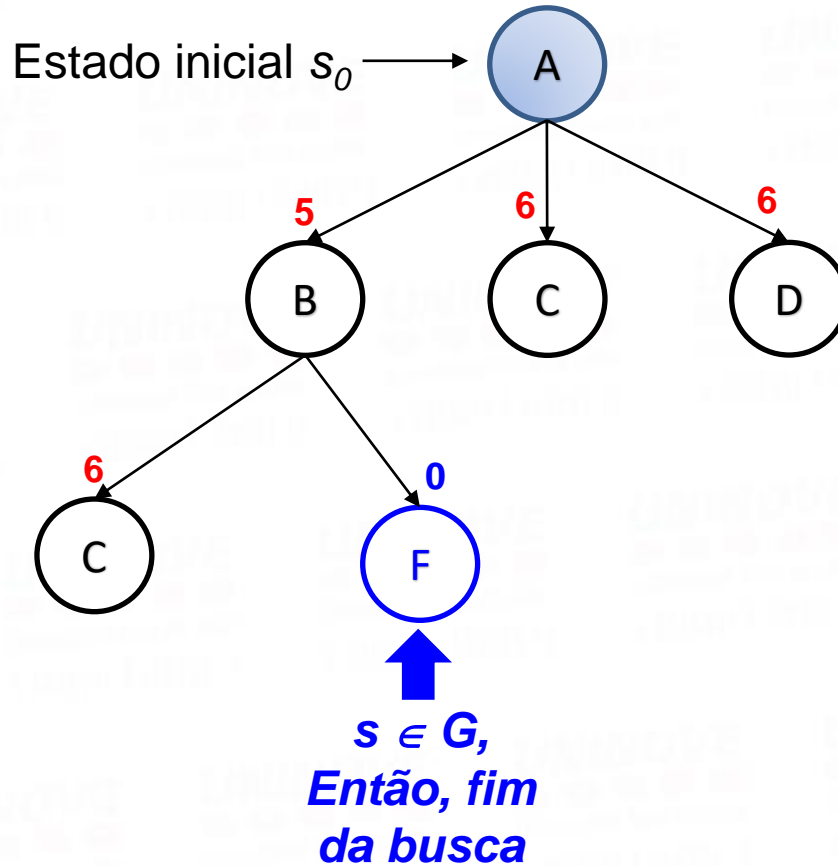 Estado inicial s₀
A
5
6
6
B
C
D
6
0
C
F
s ∈ G,
Então, fim
da busca